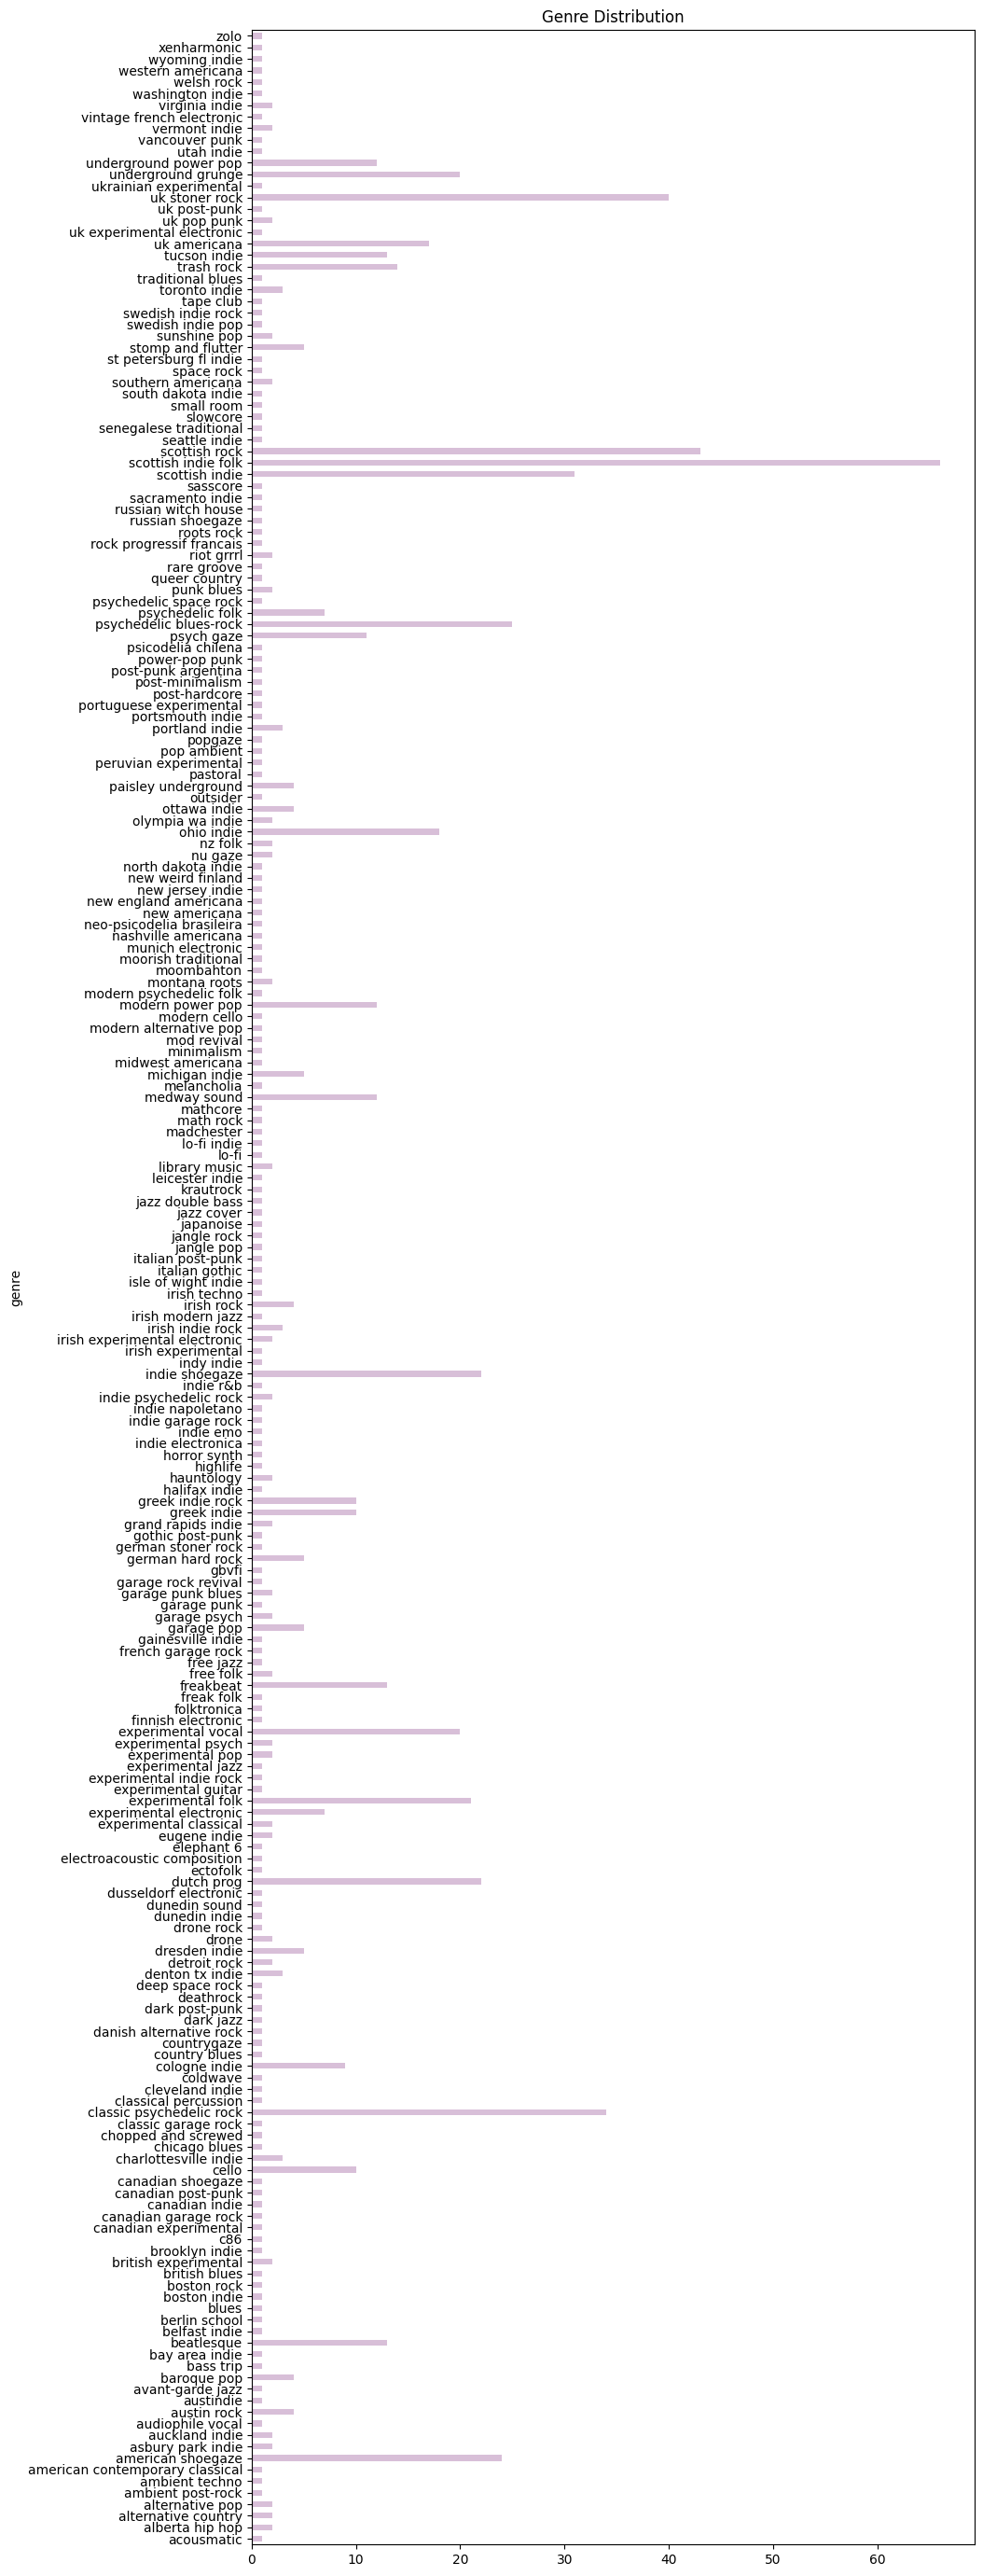 Genre Distribution
zolo
xenharmonic
wyoming indie
western americana
welsh rock
washington indie
virginia indie
vintage french electronic
vermont indie
vancouver punk
utah indie
underground power pop
underground grunge
ukrainian experimental
uk stoner rock
uk post-punk
uk pop punk
uk experimental electronic
uk americana
tucson indie
trash rock
traditional blues
toronto indie
tape club
swedish indie rock
swedish indie pop
sunshine pop
stomp and flutter
st petersburg fl indie
space rock
southern americana
south dakota indie
small room
slowcore
senegalese traditional
seattle indie
scottish rock
scottish indie folk
scottish indie
sasscore
sacramento indie
russian witch house
russian shoegaze
roots rock
rock progressif francais
riot grrrl
rare groove
queer country
punk blues
psychedelic space rock
psychedelic folk
psychedelic blues-rock
psych gaze
psicodelia chilena
power-pop punk
post-punk argentina
post-minimalism
post-hardcore
portuguese experimental
portsmouth indie
portland indie
popgaze
pop ambient
peruvian experimental
pastoral
paisley underground
outsider
ottawa indie
olympia wa indie
ohio indie
nz folk
nu gaze
north dakota indie
new weird finland
new jersey indie
new england americana
new americana
neo-psicodelia brasileira
nashville americana
munich electronic
moorish traditional
moombahton
montana roots
modern psychedelic folk
modern power pop
modern cello
modern alternative pop
mod revival
minimalism
midwest americana
michigan indie
melancholia
medway sound
mathcore
math rock
madchester
lo-fi indie
lo-fi
library music
leicester indie
krautrock
jazz double bass
jazz cover
japanoise
jangle rock
jangle pop
italian post-punk
italian gothic
isle of wight indie
irish techno
irish rock
irish modern jazz
irish indie rock
irish experimental electronic
irish experimental
indy indie
indie shoegaze
indie r&b
indie psychedelic rock
indie napoletano
indie garage rock
indie emo
indie electronica
horror synth
highlife
hauntology
halifax indie
greek indie rock
greek indie
grand rapids indie
gothic post-punk
german stoner rock
german hard rock
gbvfi
garage rock revival
garage punk blues
garage punk
garage psych
garage pop
gainesville indie
french garage rock
free jazz
free folk
freakbeat
freak folk
folktronica
finnish electronic
experimental vocal
experimental psych
experimental pop
experimental jazz
experimental indie rock
experimental guitar
experimental folk
experimental electronic
experimental classical
eugene indie
elephant 6
electroacoustic composition
ectofolk
dutch prog
dusseldorf electronic
dunedin sound
dunedin indie
drone rock
drone
dresden indie
detroit rock
denton tx indie
deep space rock
deathrock
dark post-punk
dark jazz
danish alternative rock
countrygaze
country blues
cologne indie
coldwave
cleveland indie
classical percussion
classic psychedelic rock
classic garage rock
chopped and screwed
chicago blues
charlottesville indie
cello
canadian shoegaze
canadian post-punk
canadian indie
canadian garage rock
canadian experimental
c86
brooklyn indie
british experimental
british blues
boston rock
boston indie
blues
berlin school
belfast indie
beatlesque
bay area indie
bass trip
baroque pop
avant-garde jazz
austindie
austin rock
audiophile vocal
auckland indie
asbury park indie
american shoegaze
american contemporary classical
ambient techno
ambient post-rock
alternative pop
alternative country
alberta hip hop
acousmatic
genre
0 10 20 30 40 50 60